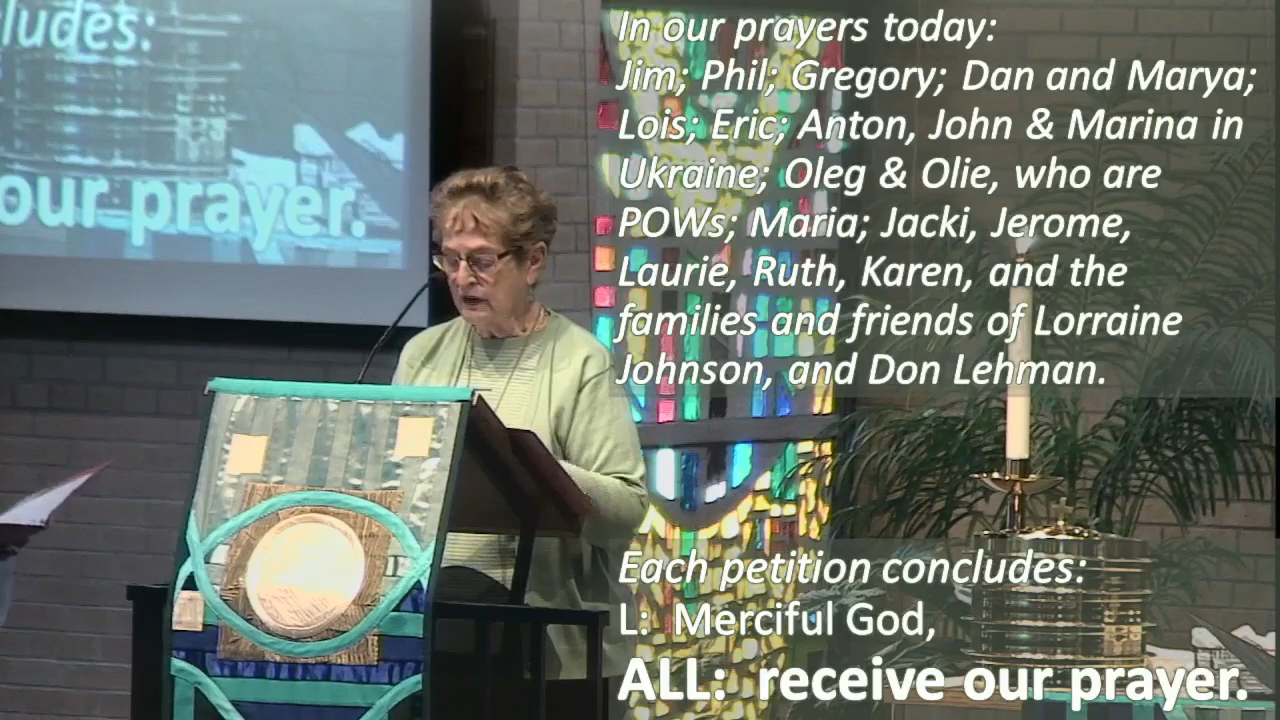 ludes:
our prayer.
In our prayers today:
Jim; Phil; Gregory; Dan and Marya;
Lois; Eric; Anton, John & Marina in
Ukraine; Oleg & Olie, who are
POWs; Maria; Jacki, Jerome,
Laurie, Ruth, Karen, and the
families and friends of Lorraine
Johnson, and Don Lehman.
Each petition concludes:
L: Merciful God,
ALL: receive our prayer.